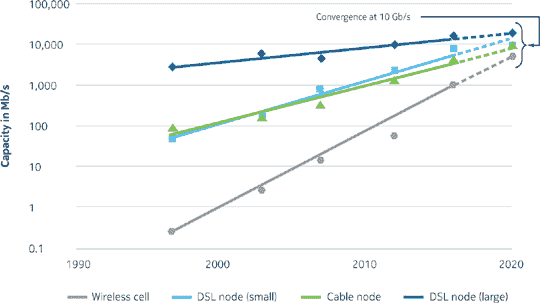 Convergence at 10 Gb/s
Capacity in Mb/s
100,000
10,000
1,000
100
10
1
0.1
1990
2000
2010
2020
Wireless cell
DSL node (small)
Cable node
DSL node (large)